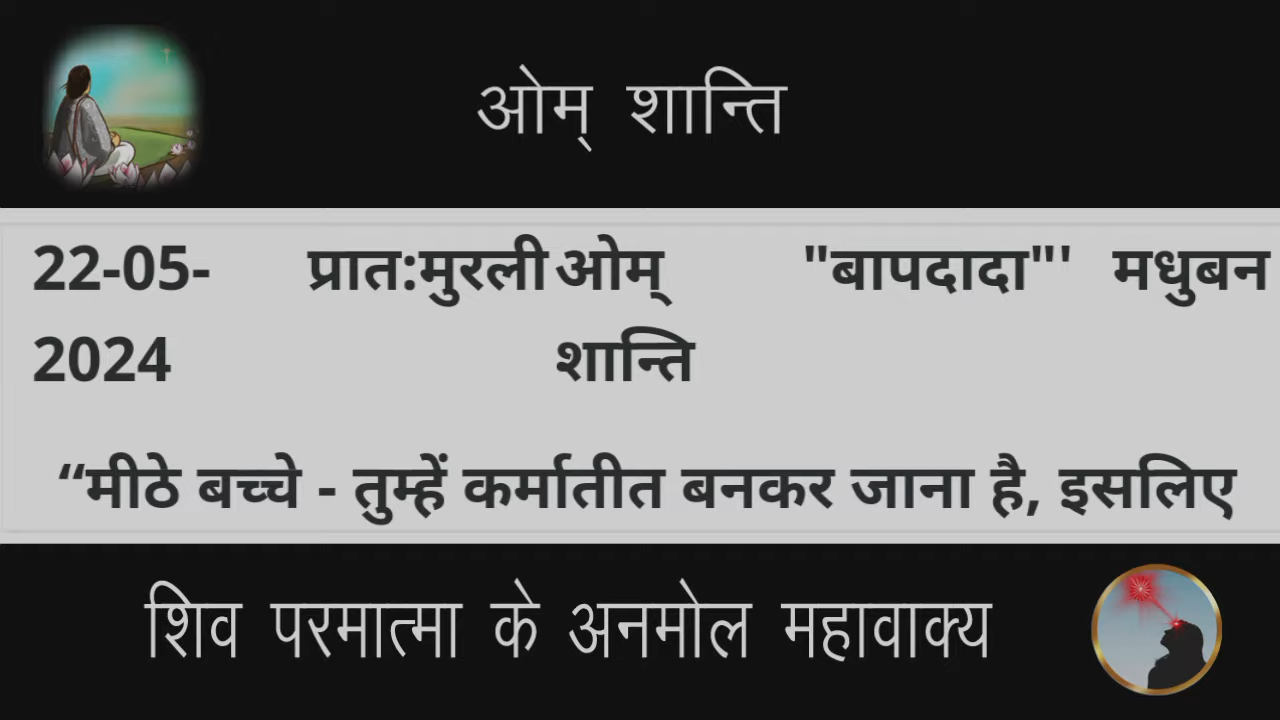 ओम् शान्ति
22-05-2024 प्रात:मुरली ओम् शान्ति "बापदादा"' मधुबन
“मीठे बच्चे - तुम्हें कर्मातीत बनकर जाना है, इसलिए
शिव परमात्मा के अनमोल महावाक्य